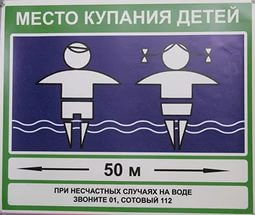 МЕСТО КУПАНИЯ ДЕТЕЙ
50 м
ПРИ НЕСЧАСТНЫХ СЛУЧАЯХ НА ВОДЕ
ЗВОНИТЕ 01, СОТОВЫЙ 112